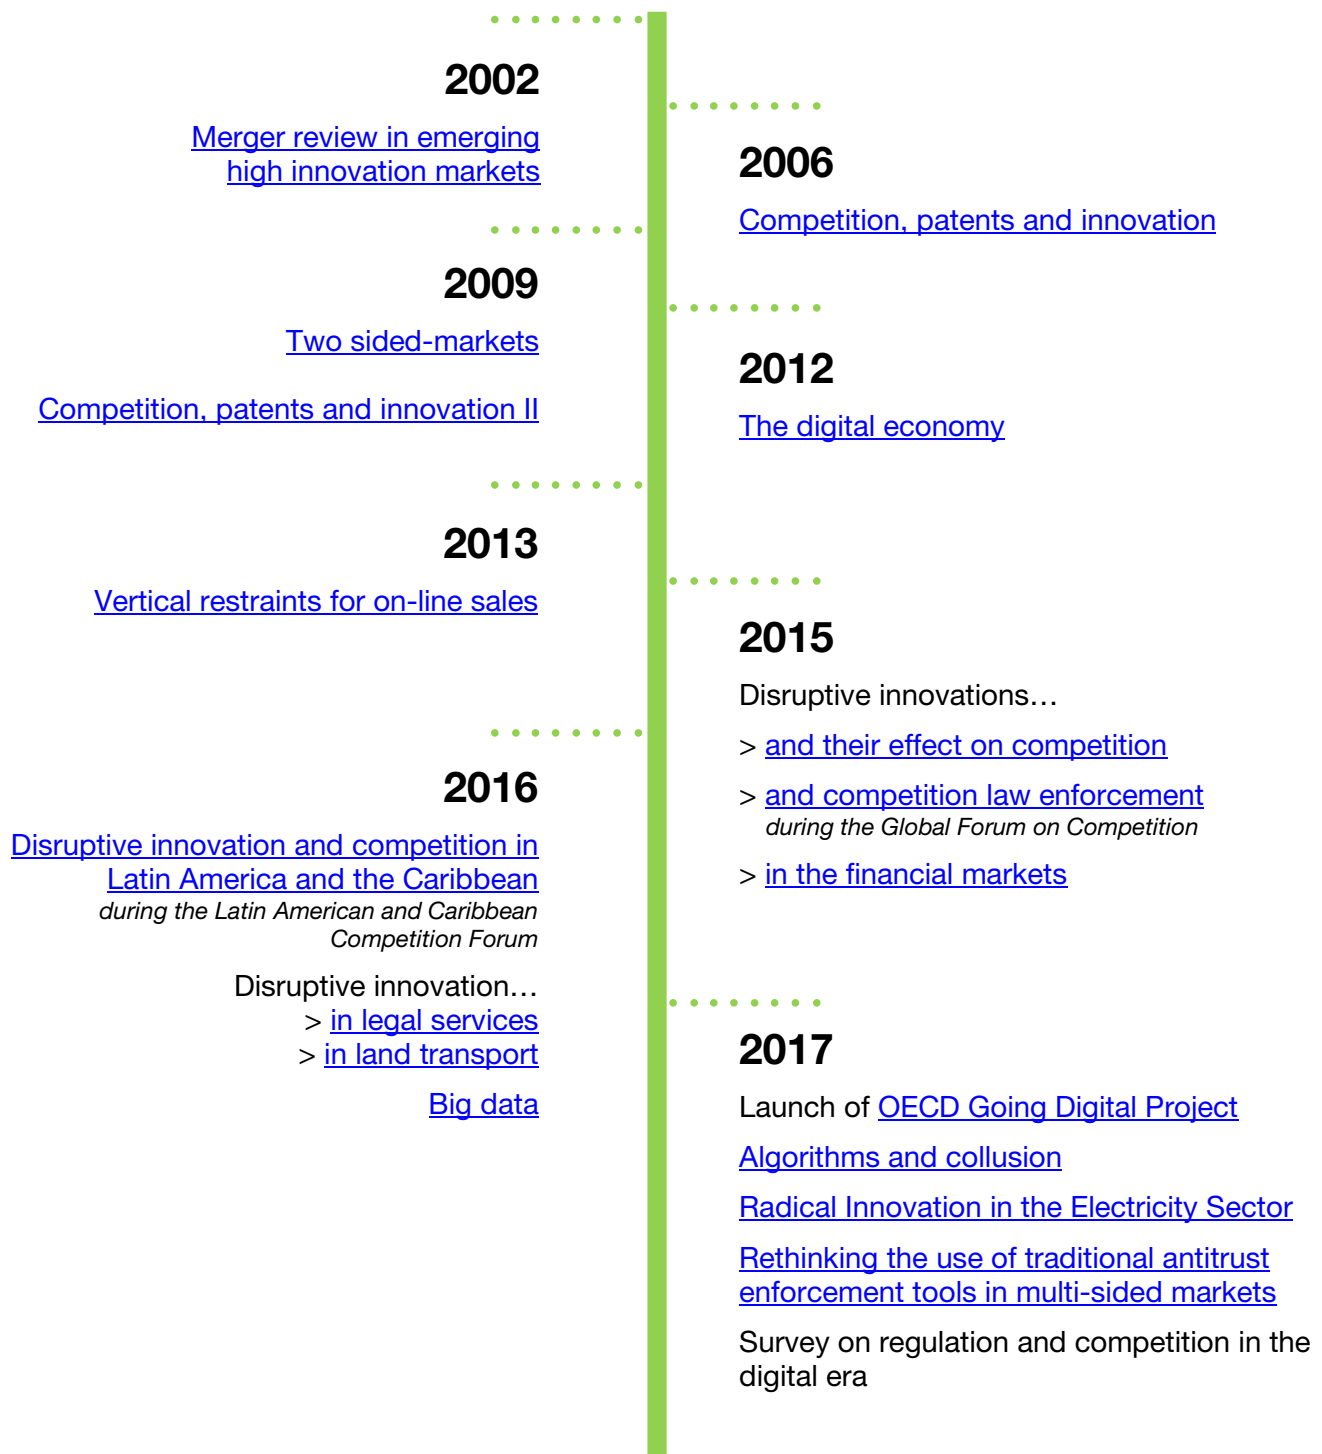 2002
Merger review in emerging
high innovation markets
2006
Competition, patents and innovation
2009
Two sided-markets
Competition, patents and innovation II
2012
The digital economy
2013
Vertical restraints for on-line sales
2015
Disruptive innovations…
> and their effect on competition
> and competition law enforcement
during the Global Forum on Competition
> in the financial markets
2016
Disruptive innovation and competition in
Latin America and the Caribbean
during the Latin American and Caribbean
Competition Forum
Disruptive innovation…
> in legal services
> in land transport
Big data
2017
Launch of OECD Going Digital Project
Algorithms and collusion
Radical Innovation in the Electricity Sector
Rethinking the use of traditional antitrust
enforcement tools in multi-sided markets
Survey on regulation and competition in the
digital era